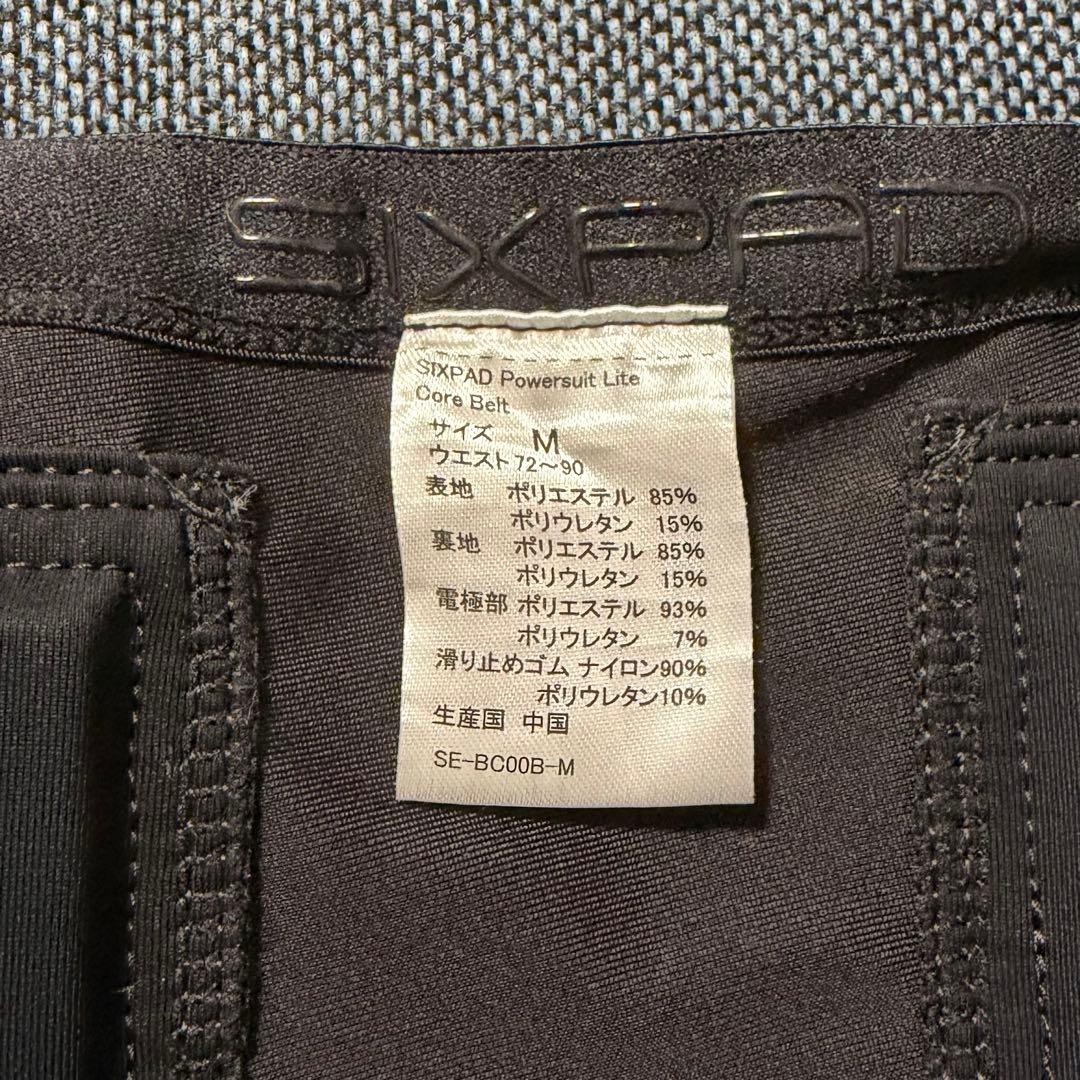 SIXPAD
SIXPAD Powersuit Lite
Core Belt
サイズ M
ウエスト72～90
表地 ポリエステル 85%
ポリウレタン 15%
裏地 ポリエステル 85%
ポリウレタン 15%
電極部 ポリエステル 93%
ポリウレタン 7%
滑り止めゴム ナイロン90%
ポリウレタン10%
生産国 中国
SE-BC00B-M